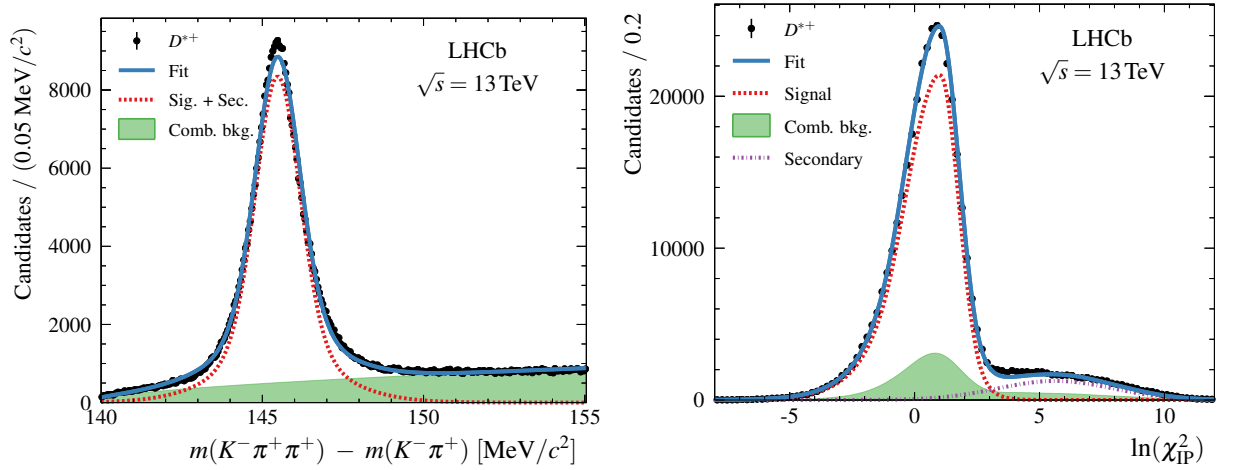 Candidates / (0.05 MeV/c²)
8000
6000
4000
2000
0
D*+
Fit
Sig. + Sec.
Comb. bkg.
LHCb
√s = 13 TeV
140
145
150
155
m(K⁻π⁺π⁺) − m(K⁻π⁺) [MeV/c²]
Candidates / 0.2
20000
10000
0
D*+
Fit
Signal
Comb. bkg.
Secondary
LHCb
√s = 13 TeV
-5
0
5
10
ln(χ²_IP)